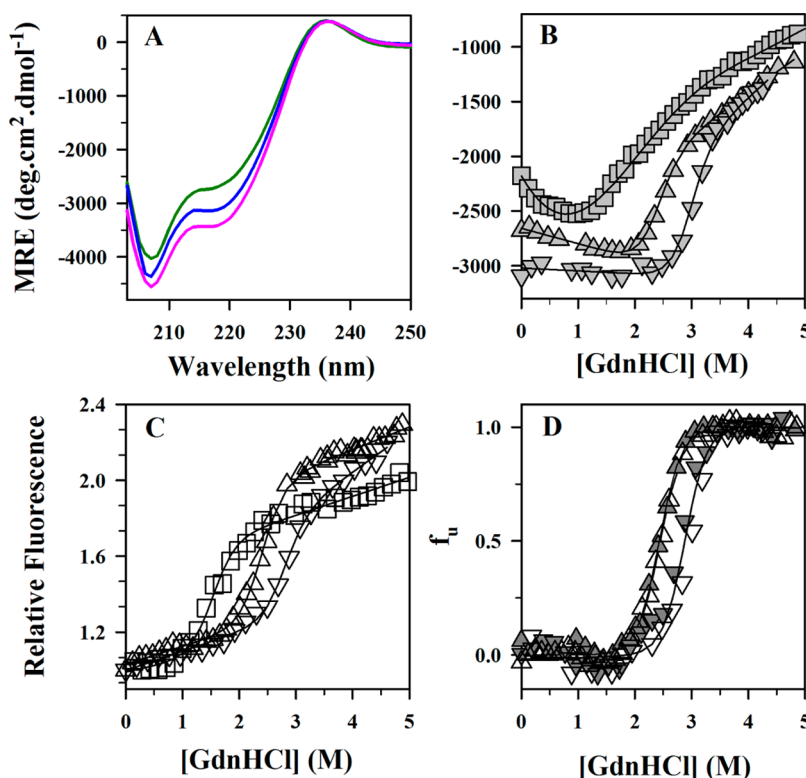 A
0
-1000
-2000
-3000
-4000
210 220 230 240 250
Wavelength (nm)
MRE (deg.cm2.dmol-1)
B
-1000
-1500
-2000
-2500
-3000
0 1 2 3 4 5
[GdnHCl] (M)
C
2.4
2.0
1.6
1.2
0 1 2 3 4 5
[GdnHCl] (M)
Relative Fluorescence
D
1.0
0.5
0.0
0 1 2 3 4 5
[GdnHCl] (M)
fu